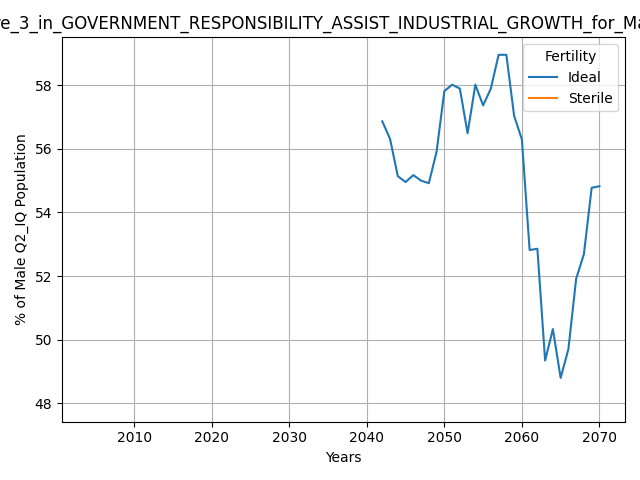 re_3_in_GOVERNMENT_RESPONSIBILITY_ASSIST_INDUSTRIAL_GROWTH_for_Ma
Fertility
Ideal
Sterile
% of Male Q2_IQ Population
58
56
54
52
50
48
2010 2020 2030 2040 2050 2060 2070
Years